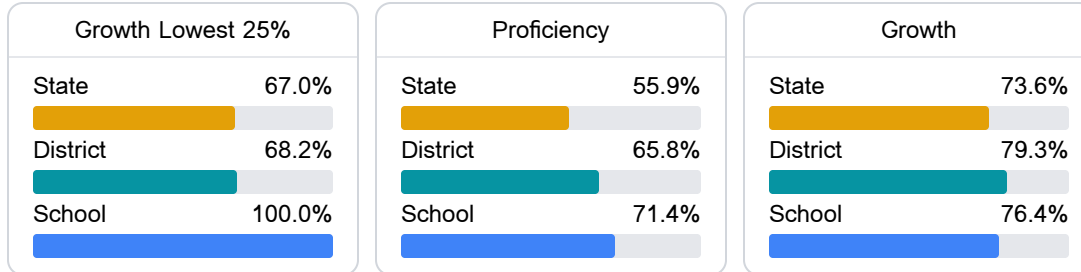 Growth Lowest 25%
State 67.0%
District 68.2%
School 100.0%
Proficiency
State 55.9%
District 65.8%
School 71.4%
Growth
State 73.6%
District 79.3%
School 76.4%